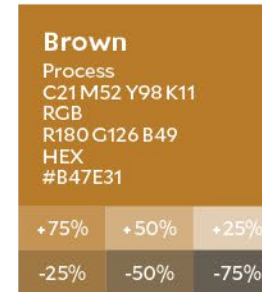 Brown
Process
C21 M52 Y98 K11
RGB
R180 G126 B49
HEX
#B47E31
+75% +50% +25%
-25% -50% -75%